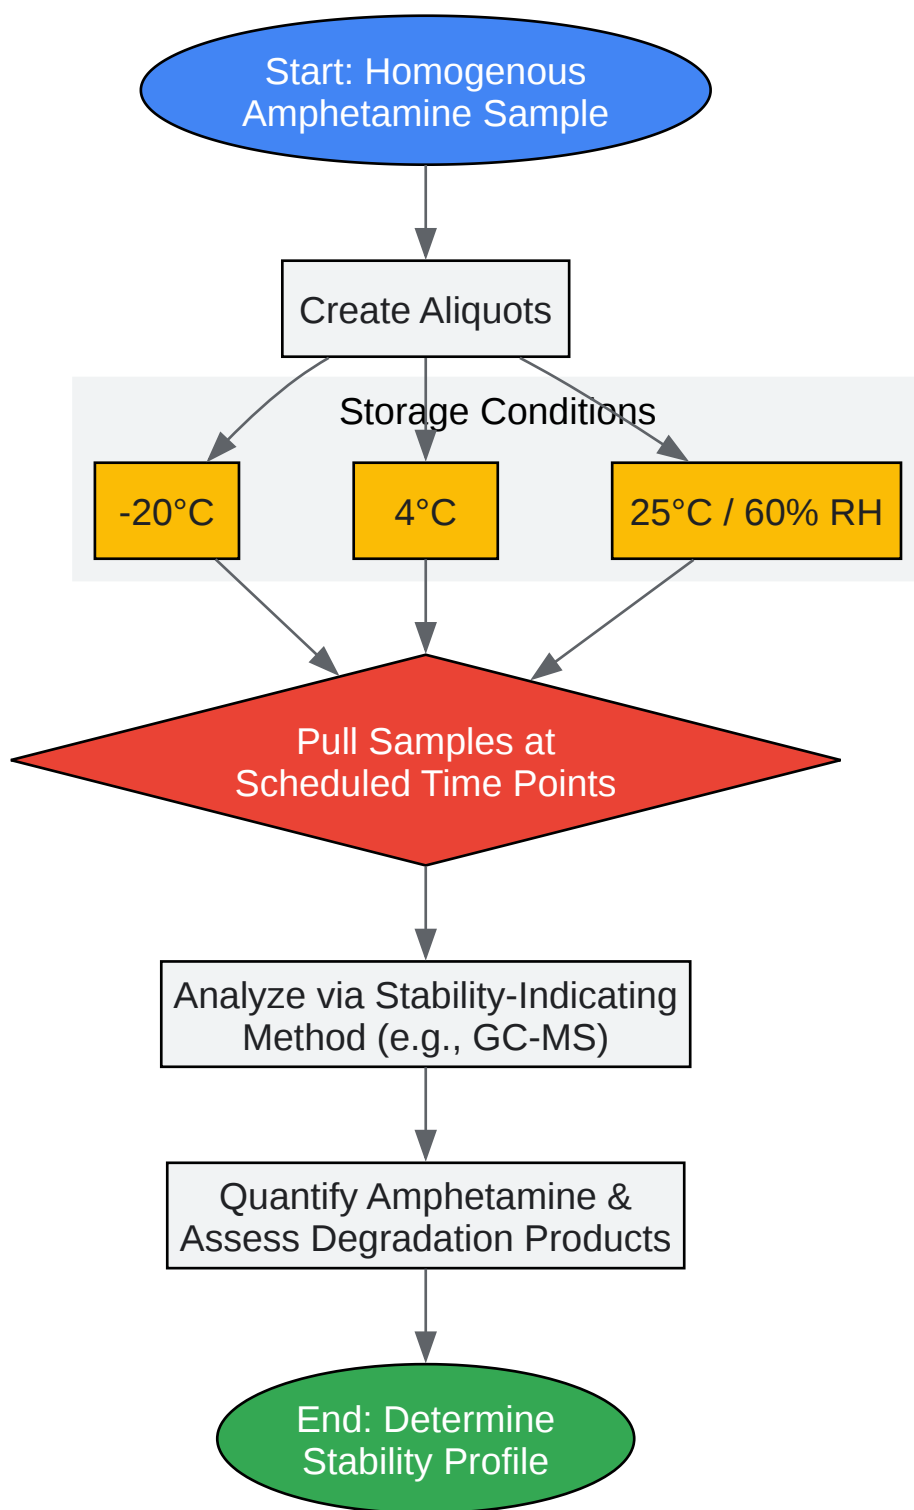 Start: Homogenous
Amphetamine Sample
Create Aliquots
Storage Conditions
-20°C
4°C
25°C / 60% RH
Pull Samples at
Scheduled Time Points
Analyze via Stability-Indicating
Method (e.g., GC-MS)
Quantify Amphetamine &
Assess Degradation Products
End: Determine
Stability Profile